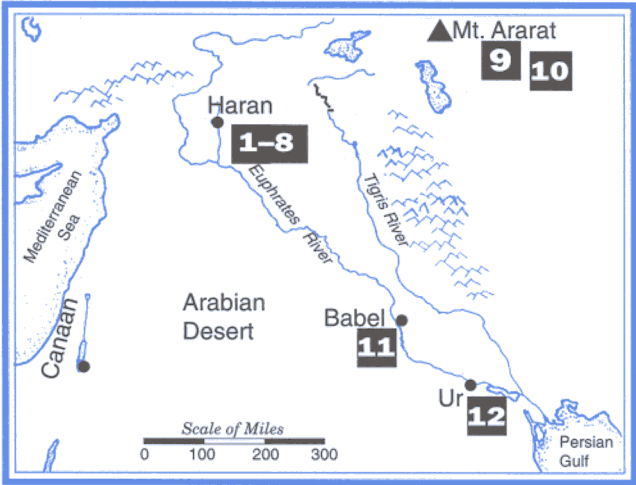 Mt. Ararat
9
10
Haran
1–8
Euphrates River
Tigris River
Mediterranean
Sea
Canaan
Arabian
Desert
Babel
11
Ur
12
Scale of Miles
0 100 200 300
Persian
Gulf